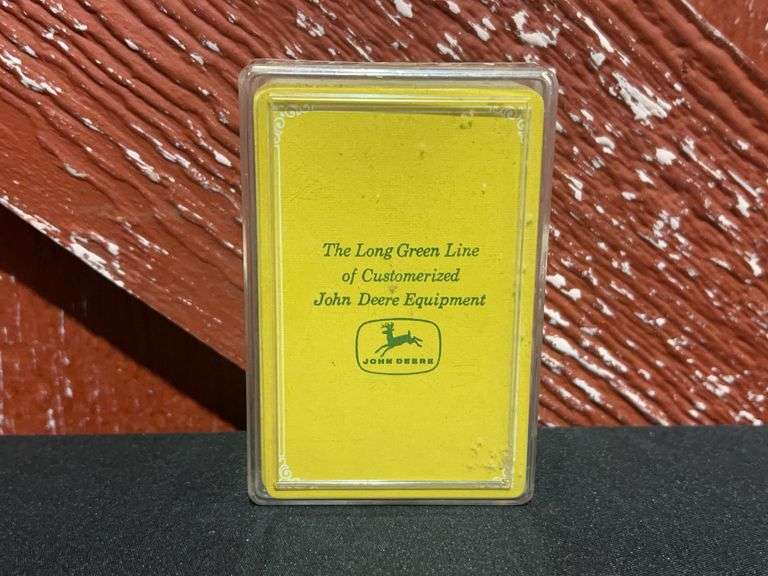 The Long Green Line
of Customerized
John Deere Equipment
JOHN DEERE